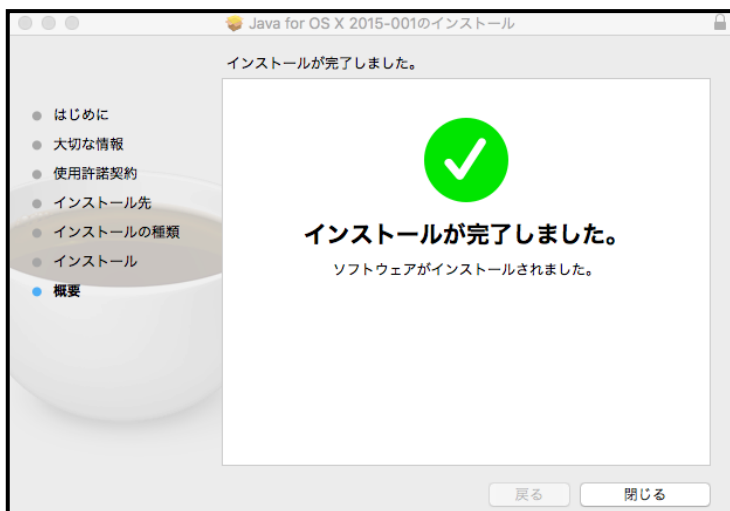 Java for OS X 2015-001のインストール
インストールが完了しました。
はじめに
大切な情報
使用許諾契約
インストール先
インストールの種類
インストール
概要
インストールが完了しました。
ソフトウェアがインストールされました。
戻る
閉じる